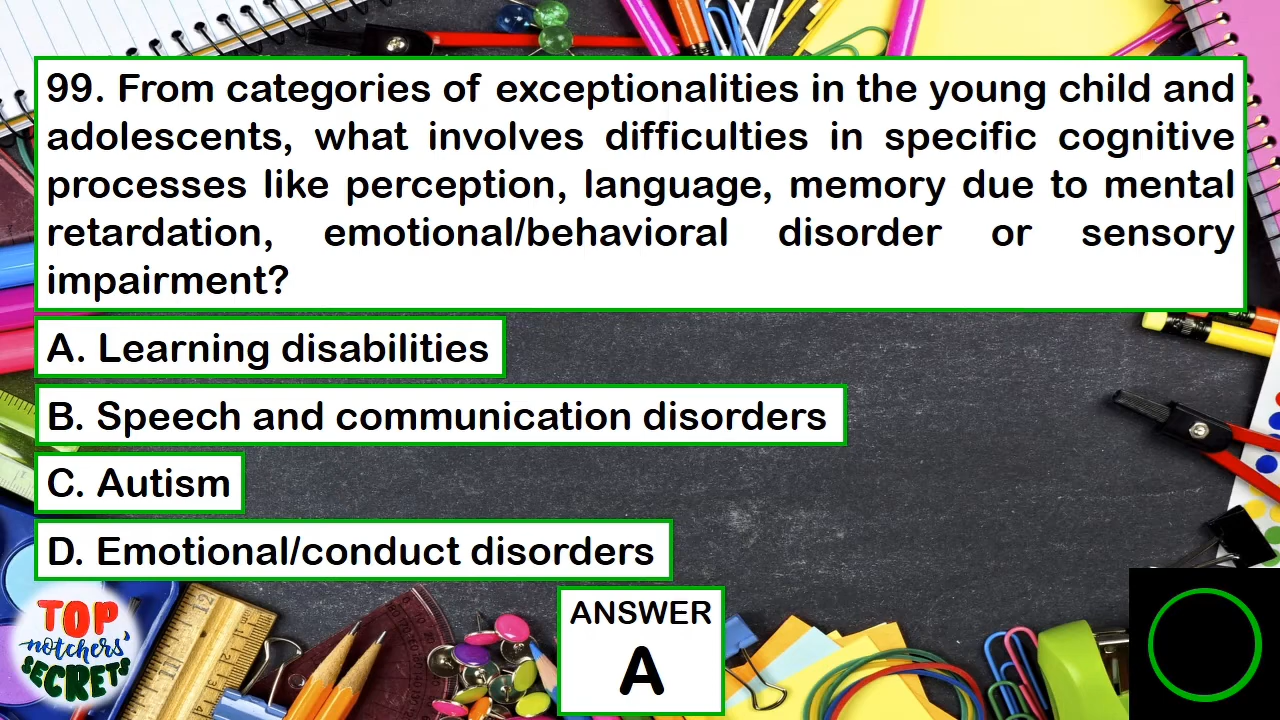 99. From categories of exceptionalities in the young child and
adolescents, what involves difficulties in specific cognitive
processes like perception, language, memory due to mental
retardation, emotional/behavioral disorder or sensory
impairment?
A. Learning disabilities
B. Speech and communication disorders
C. Autism
D. Emotional/conduct disorders
TOP
notchers'
SECRETS
ANSWER
A
12
11